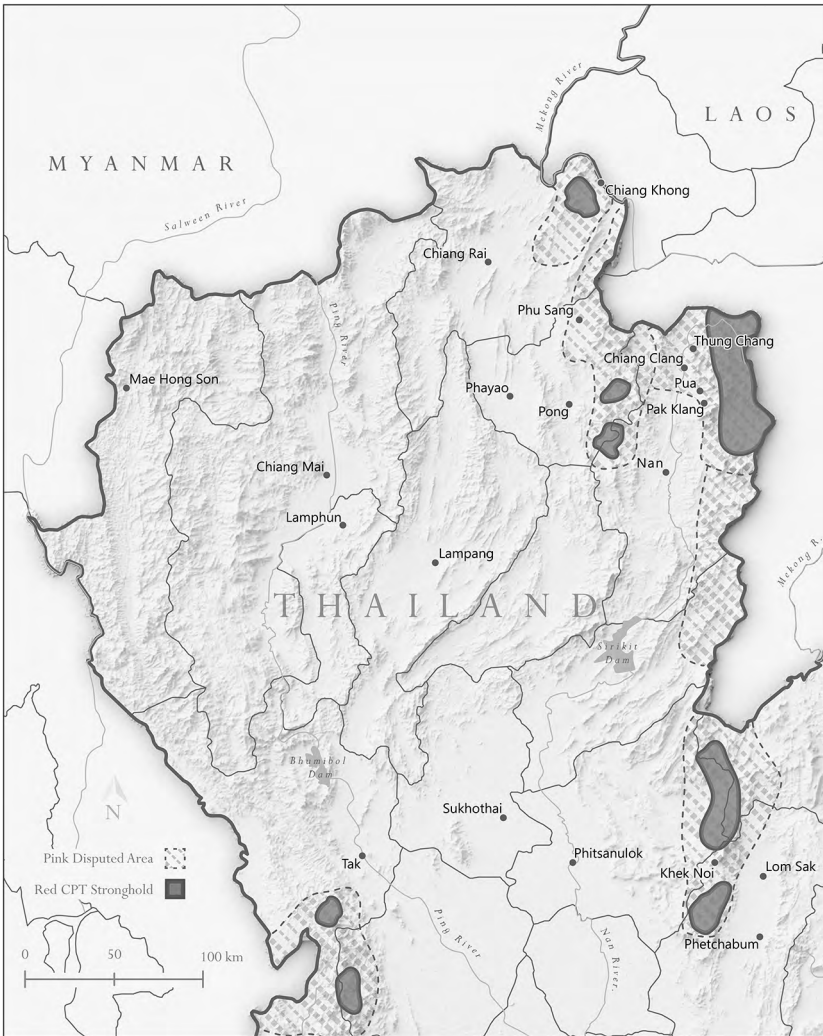 LAOS
Mekong River
MYANMAR
Salween River
Chiang Khong
Chiang Rai
Ping River
Phu Sang
Thung Chang
Chiang Clang
Mae Hong Son
Phayao
Pua
Pong
Pak Klang
Chiang Mai
Nan
Lamphun
Mekong R.
Lampang
THAILAND
Sirikit
Dam
Bhumibol
Dam
N
Sukhothai
Pink Disputed Area
Tak
Phitsanulok
Khek Noi
Lom Sak
Red CPT Stronghold
Ping River
Nan River
Phetchabum
0 50 100 km